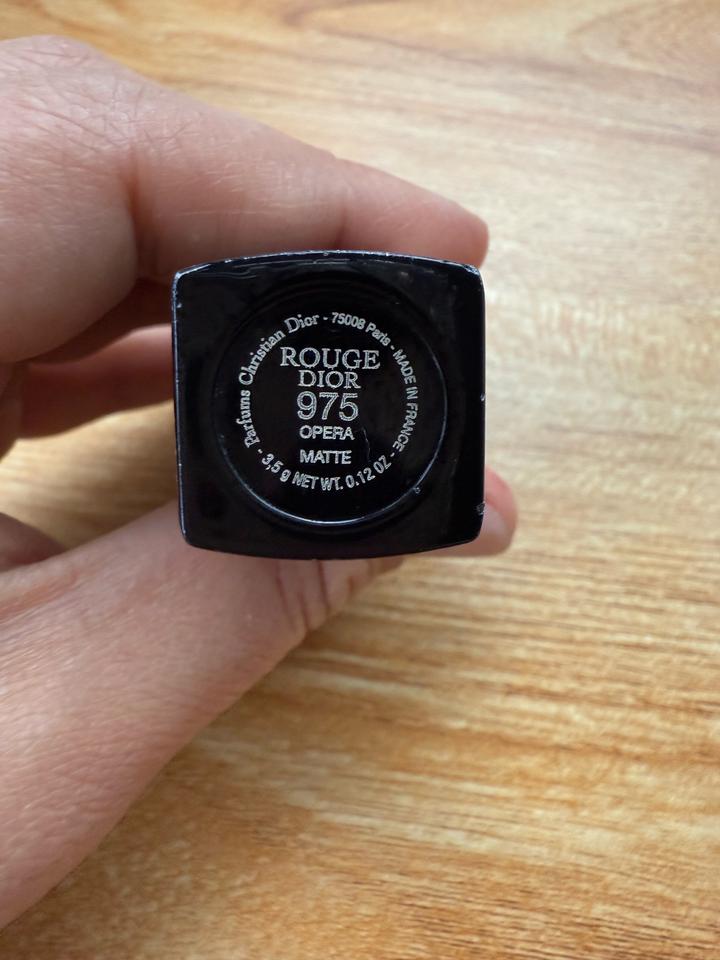 Parfums Christian Dior - 75008 Paris - MADE IN FRANCE -
ROUGE
DIOR
975
OPERA
MATTE
3,5 g NET WT. 0.12 OZ -